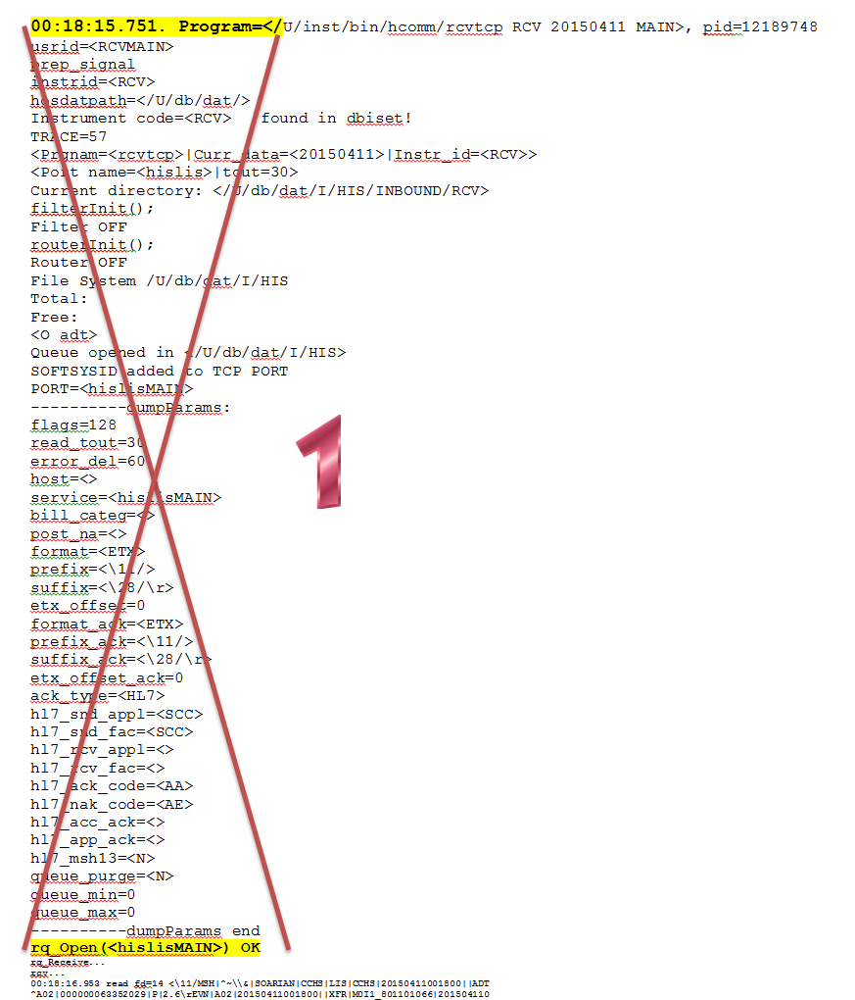 00:18:15.751. Program=</U/inst/bin/hcomm/rcvtcp RCV 20150411 MAIN>, pid=12189748
usrid=<RCVMAIN>
prep_signal
instrid=<RCV>
hosdatpath=</U/db/dat/>
Instrument code=<RCV>   found in dbiset!
TRACE=57
<Prgnam=<rcvtcp>|Curr_data=<20150411>|Instr_id=<RCV>>
<Port name=<hislis>|tout=30>
Current directory: </U/db/dat/I/HIS/INBOUND/RCV>
filterInit();
Filter OFF
routerInit();
Router OFF
File System /U/db/dat/I/HIS
Total:
Free:
<O adt>
Queue opened in </U/db/dat/I/HIS>
SOFTSYSID added to TCP PORT
PORT=<hislisMAIN>
----------dumpParams:
flags=128
read_tout=30
error_del=60
host=<>
service=<hislisMAIN>
bill_categ=<>
post_na=<>
format=<ETX>
prefix=<\11/>
suffix=<\28/\r>
etx_offset=0
format_ack=<ETX>
prefix_ack=<\11/>
suffix_ack=<\28/\r>
etx_offset_ack=0
ack_type=<HL7>
hl7_snd_appl=<SCC>
hl7_snd_fac=<SCC>
hl7_rcv_appl=<>
hl7_rcv_fac=<>
hl7_ack_code=<AA>
hl7_nak_code=<AE>
hl7_acc_ack=<>
hl7_app_ack=<>
hl7_msh13=<N>
queue_purge=<N>
queue_min=0
queue_max=0
----------dumpParams end
rq_Open(<hislisMAIN>) OK
rq_Receive...
rcv...
00:18:16.953 read fd=14 <\11/MSH|^~\\&|SOARIAN|CCHS|LIS|CCHS|20150411001800||ADT
^A02|000000063352029|P|2.6\rEVN|A02|20150411001800||XFR|M0I1_801101066|201504110
1